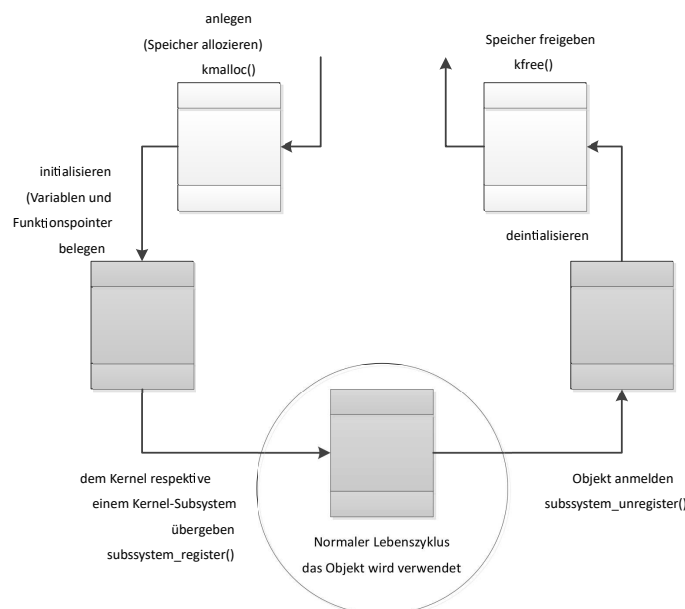 anlegen
(Speicher allozieren)
kmalloc()
Speicher freigeben
kfree()
initialisieren
(Variablen und
Funktionspointer
belegen
deintialisieren
dem Kernel respektive
einem Kernel-Subsystem
übergeben
subssystem_register()
Normaler Lebenszyklus
das Objekt wird verwendet
Objekt anmelden
subssystem_unregister()